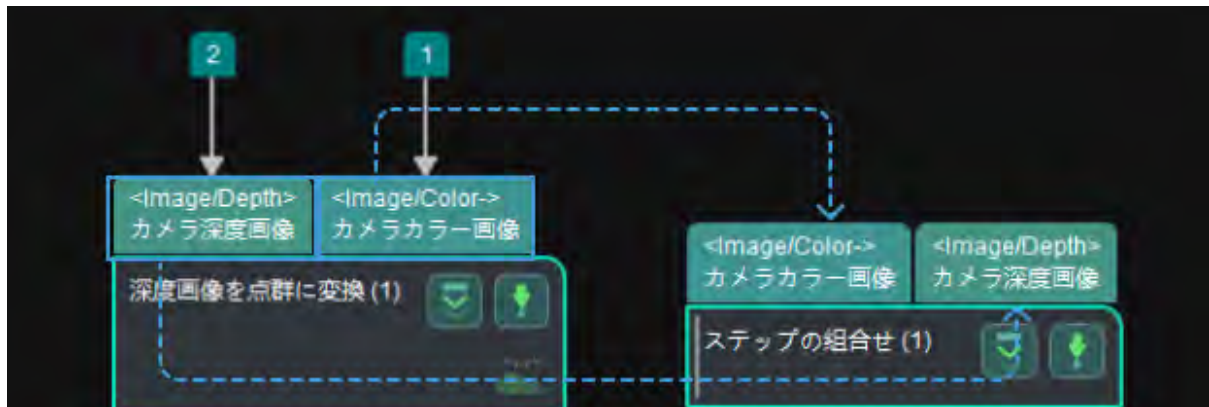 2
1
<Image/Depth>
カメラ深度画像
<Image/Color->
カメラカラー画像
深度画像を点群に変換 (1)
<Image/Color->
カメラカラー画像
<Image/Depth>
カメラ深度画像
ステップの組合せ (1)